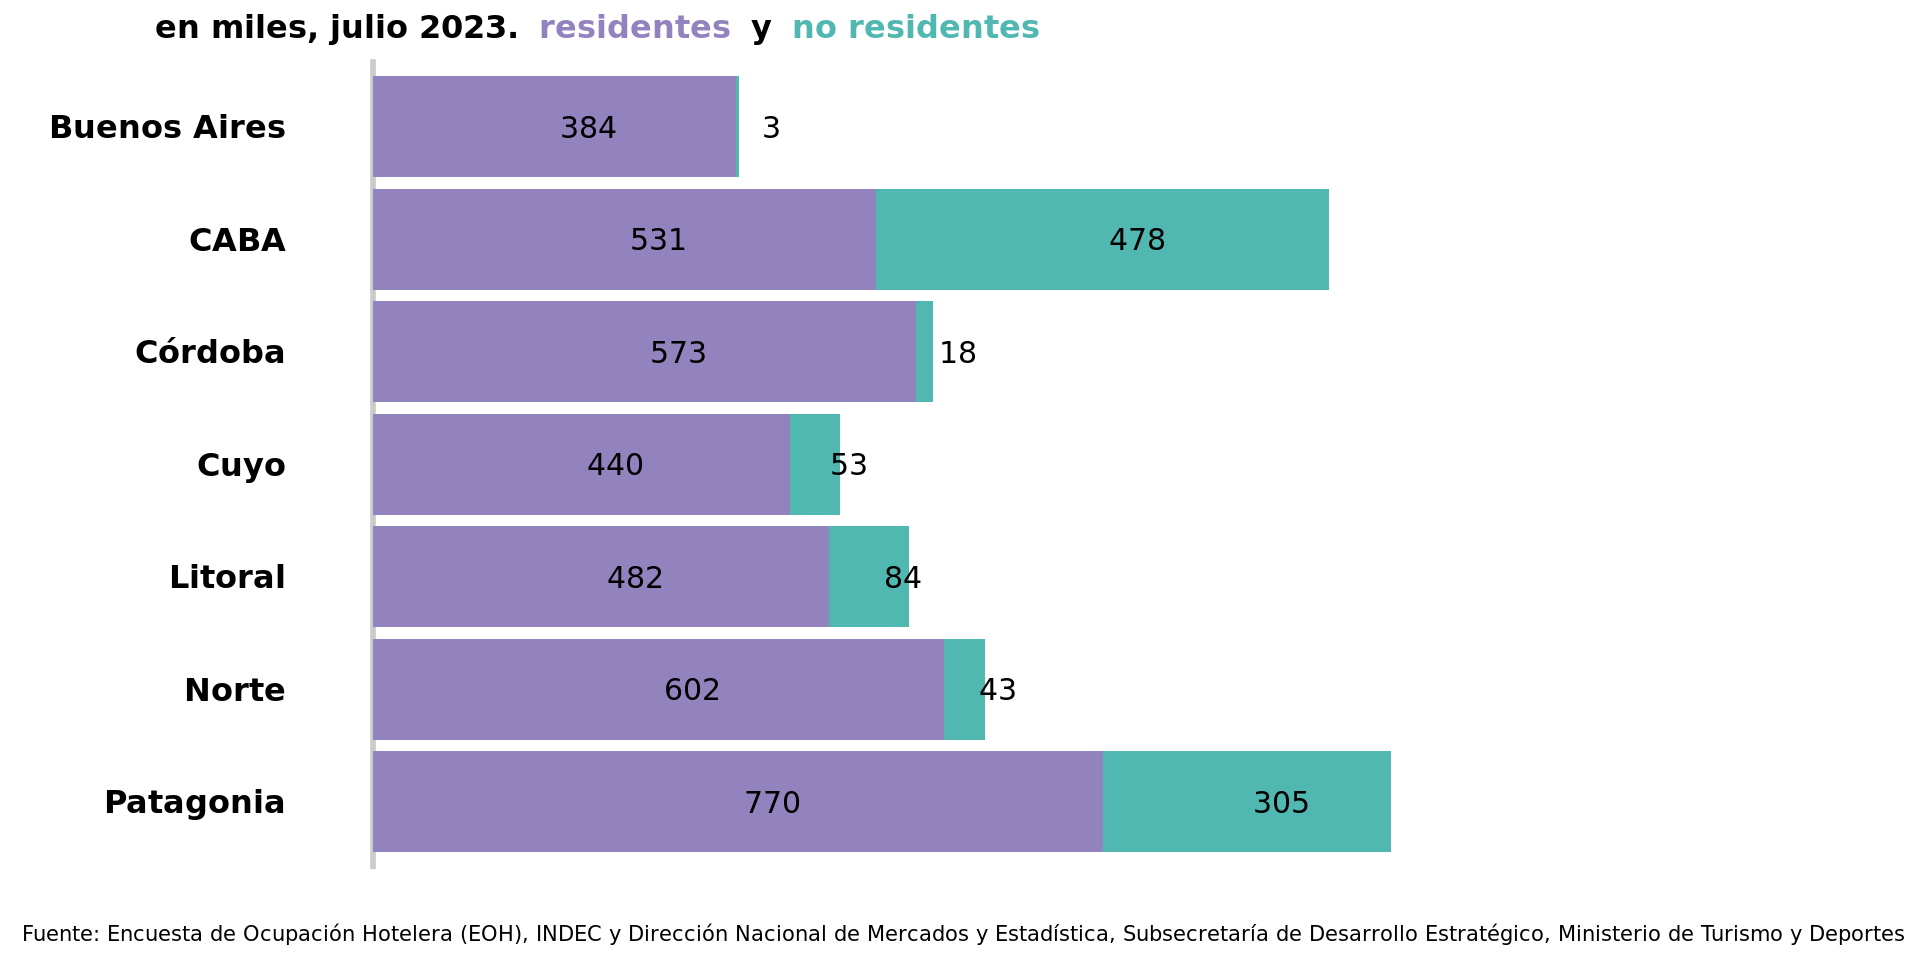 en miles, julio 2023. residentes y no residentes
Buenos Aires 384 3
CABA 531 478
Córdoba 573 18
Cuyo 440 53
Litoral 482 84
Norte 602 43
Patagonia 770 305
Fuente: Encuesta de Ocupación Hotelera (EOH), INDEC y Dirección Nacional de Mercados y Estadística, Subsecretaría de Desarrollo Estratégico, Ministerio de Turismo y Deportes